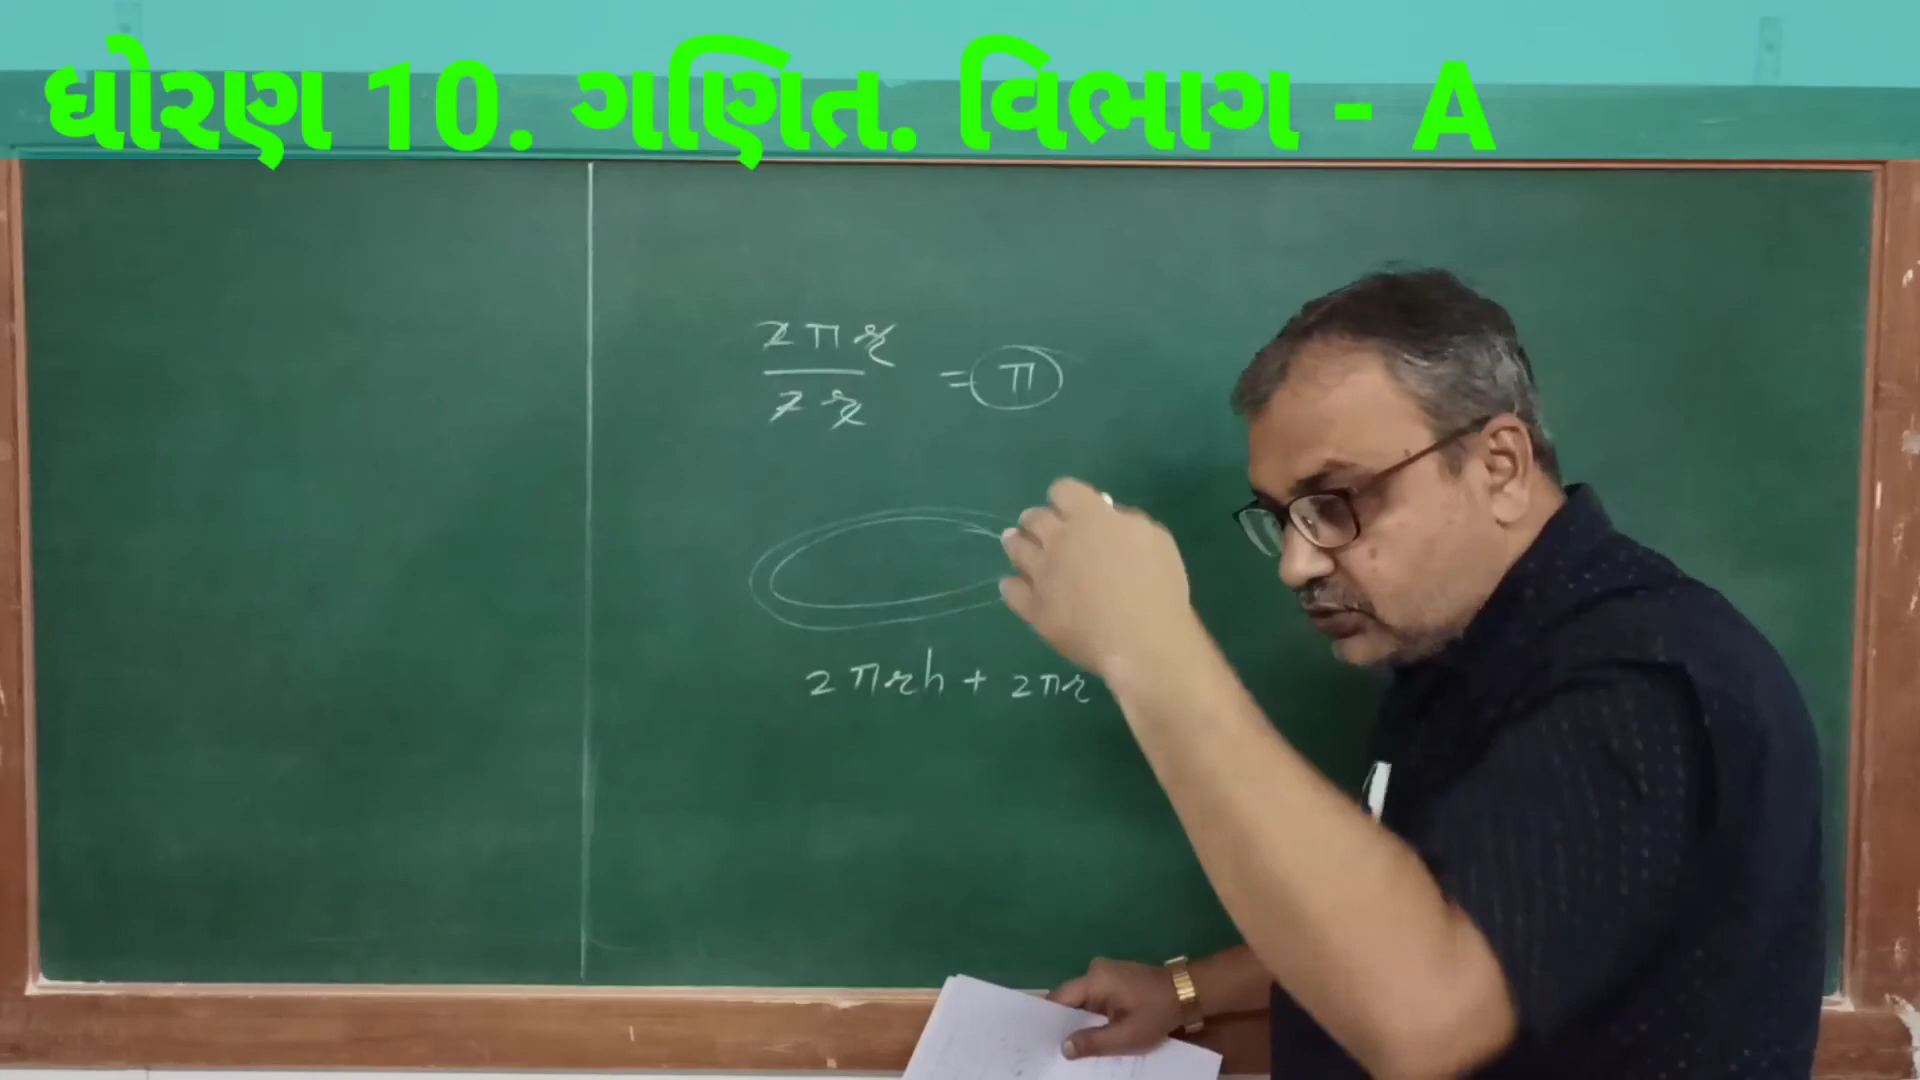 ધોરણ 10. ગણિત. વિભાગ - A
2πr
2r
= π
2πrh + 2πr